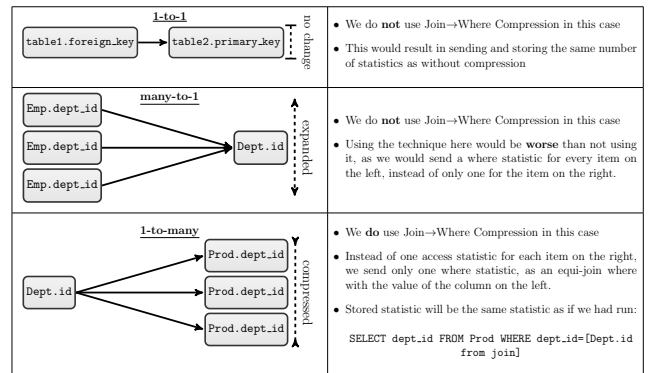 1-to-1
table1.foreign_key
table2.primary_key
no change
• We do not use Join→Where Compression in this case
• This would result in sending and storing the same number
of statistics as without compression
many-to-1
Emp.dept_id
Emp.dept_id
Emp.dept_id
Dept.id
expanded
• We do not use Join→Where Compression in this case
• Using the technique here would be worse than not using
it, as we would send a where statistic for every item on
the left, instead of only one for the item on the right.
1-to-many
Dept.id
Prod.dept_id
Prod.dept_id
Prod.dept_id
compressed
• We do use Join→Where Compression in this case
• Instead of one access statistic for each item on the right,
we send only one where statistic, as an equi-join where
with the value of the column on the left.
• Stored statistic will be the same statistic as if we had run:
SELECT dept_id FROM Prod WHERE dept_id=[Dept.id
from join]